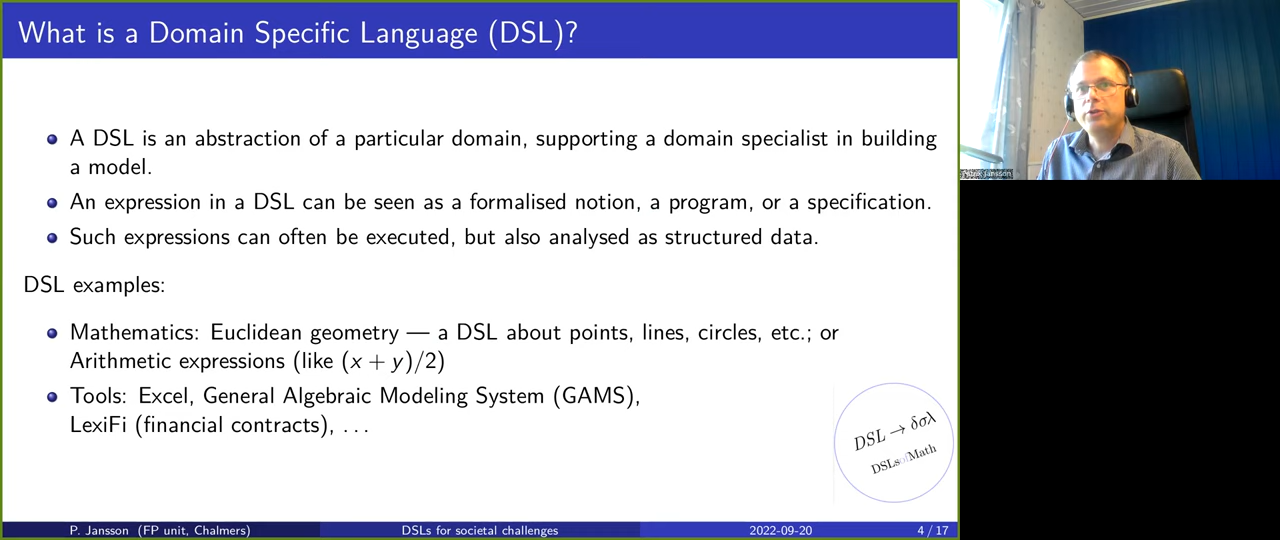 What is a Domain Specific Language (DSL)?
A DSL is an abstraction of a particular domain, supporting a domain specialist in building
a model.
An expression in a DSL can be seen as a formalised notion, a program, or a specification.
Such expressions can often be executed, but also analysed as structured data.
DSL examples:
Mathematics: Euclidean geometry — a DSL about points, lines, circles, etc.; or
Arithmetic expressions (like (x + y)/2)
Tools: Excel, General Algebraic Modeling System (GAMS),
LexiFi (financial contracts), . . .
DSL → δσλ
DSLsofMath
P. Jansson (FP unit, Chalmers)
DSLs for societal challenges
2022-09-20
4 / 17
Patrik Jansson